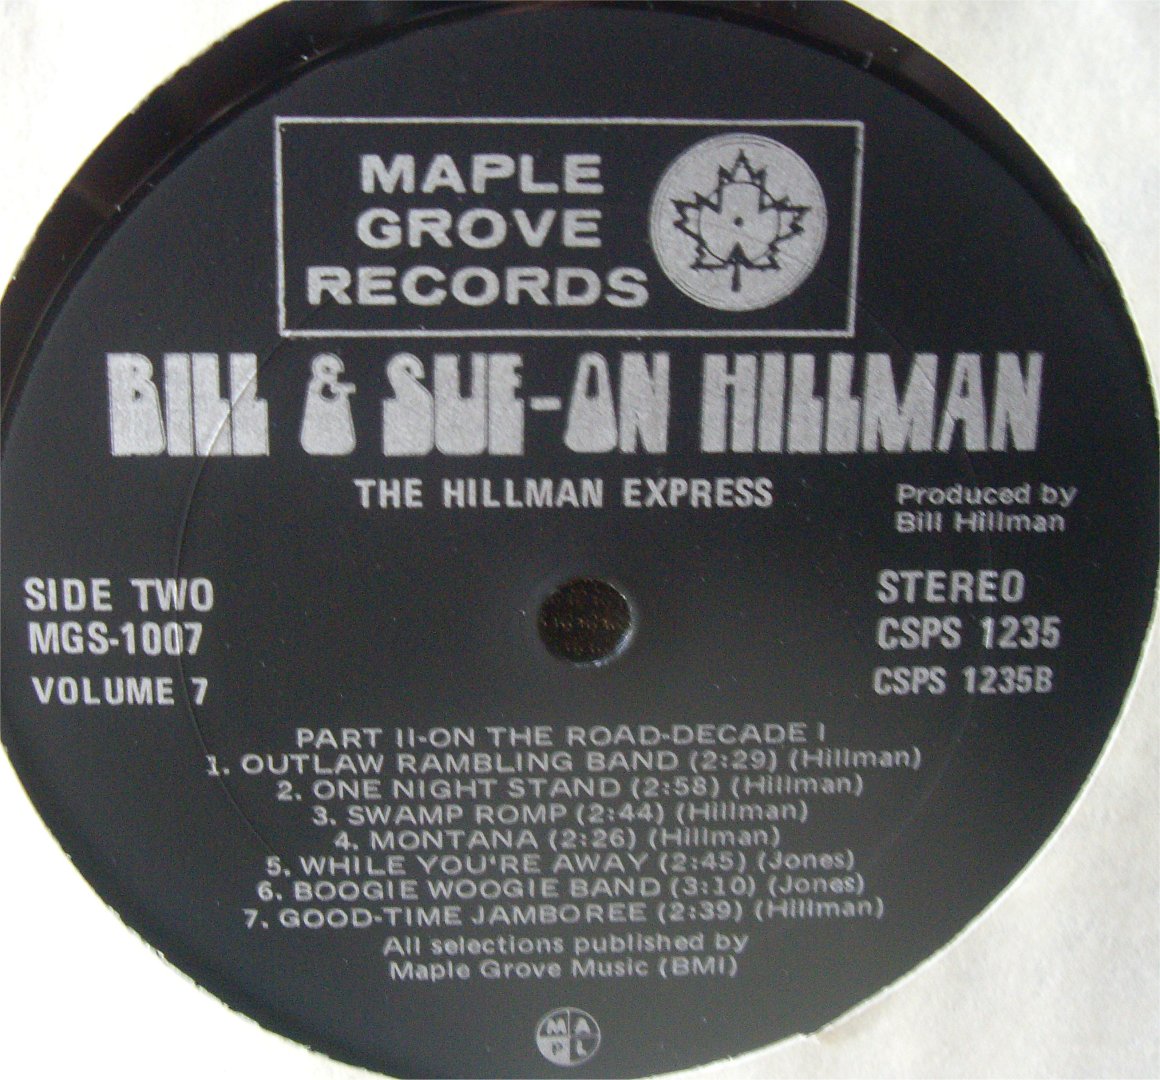 MAPLE
GROVE
RECORDS
BILL & SUE-ON HILLMAN
THE HILLMAN EXPRESS
Produced by
Bill Hillman
SIDE TWO
MGS-1007
VOLUME 7
STEREO
CSPS 1235
CSPS 1235B
PART II-ON THE ROAD-DECADE I
1. OUTLAW RAMBLING BAND (2:29) (Hillman)
2. ONE NIGHT STAND (2:58) (Hillman)
3. SWAMP ROMP (2:44) (Hillman)
4. MONTANA (2:26) (Hillman)
5. WHILE YOU'RE AWAY (2:45) (Jones)
6. BOOGIE WOOGIE BAND (3:10) (Jones)
7. GOOD-TIME JAMBOREE (2:39) (Hillman)
All selections published by
Maple Grove Music (BMI)
M A
P L